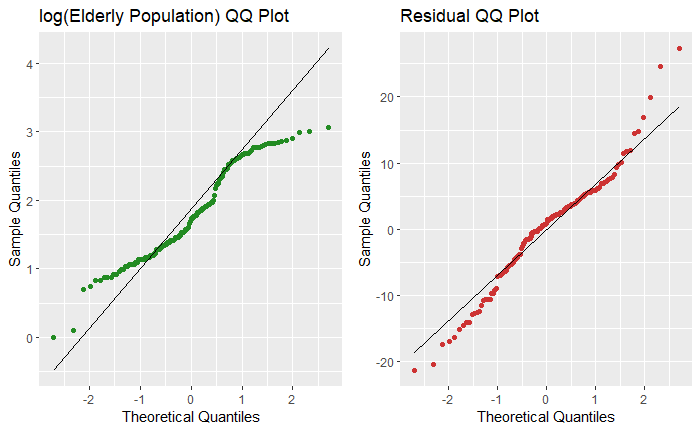 log(Elderly Population) QQ Plot
Sample Quantiles
4
3
2
1
0
-2 -1 0 1 2
Theoretical Quantiles
Residual QQ Plot
Sample Quantiles
20
10
0
-10
-20
-2 -1 0 1 2
Theoretical Quantiles